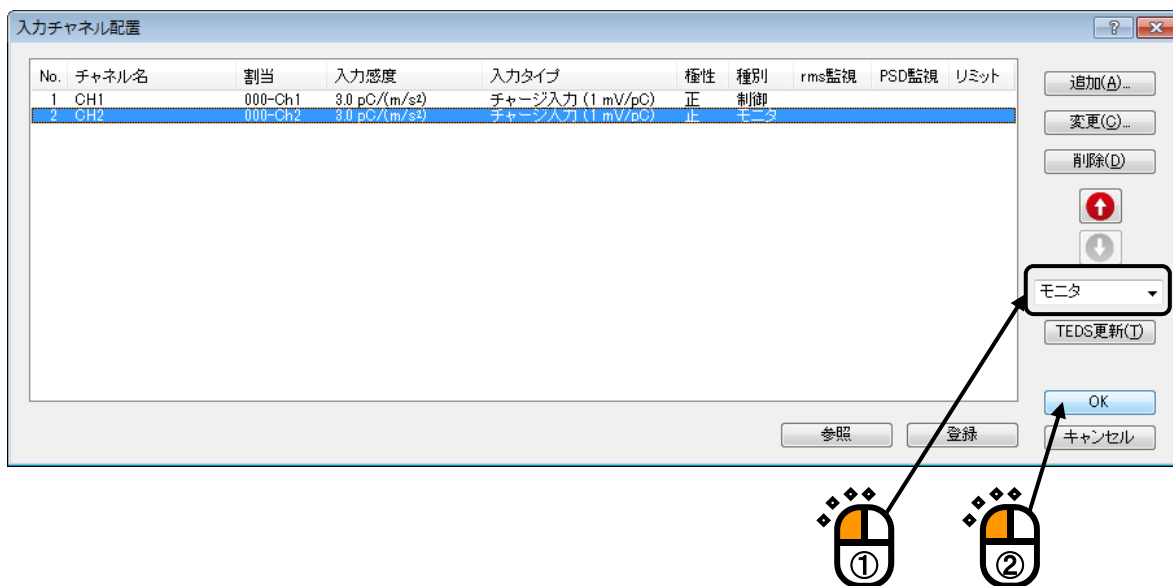 入力チャネル配置
No. チャネル名 割当 入力感度 入力タイプ 極性 種別 rms監視 PSD監視 リミット
1 CH1 000-Ch1 3.0 pC/(m/s²) チャージ入力 (1 mV/pC) 正 制御
2 CH2 000-Ch2 3.0 pC/(m/s²) チャージ入力 (1 mV/pC) 正 モニタ
追加(A)...
変更(C)...
削除(D)
モニタ
TEDS更新(T)
OK
参照 登録 キャンセル
① ②